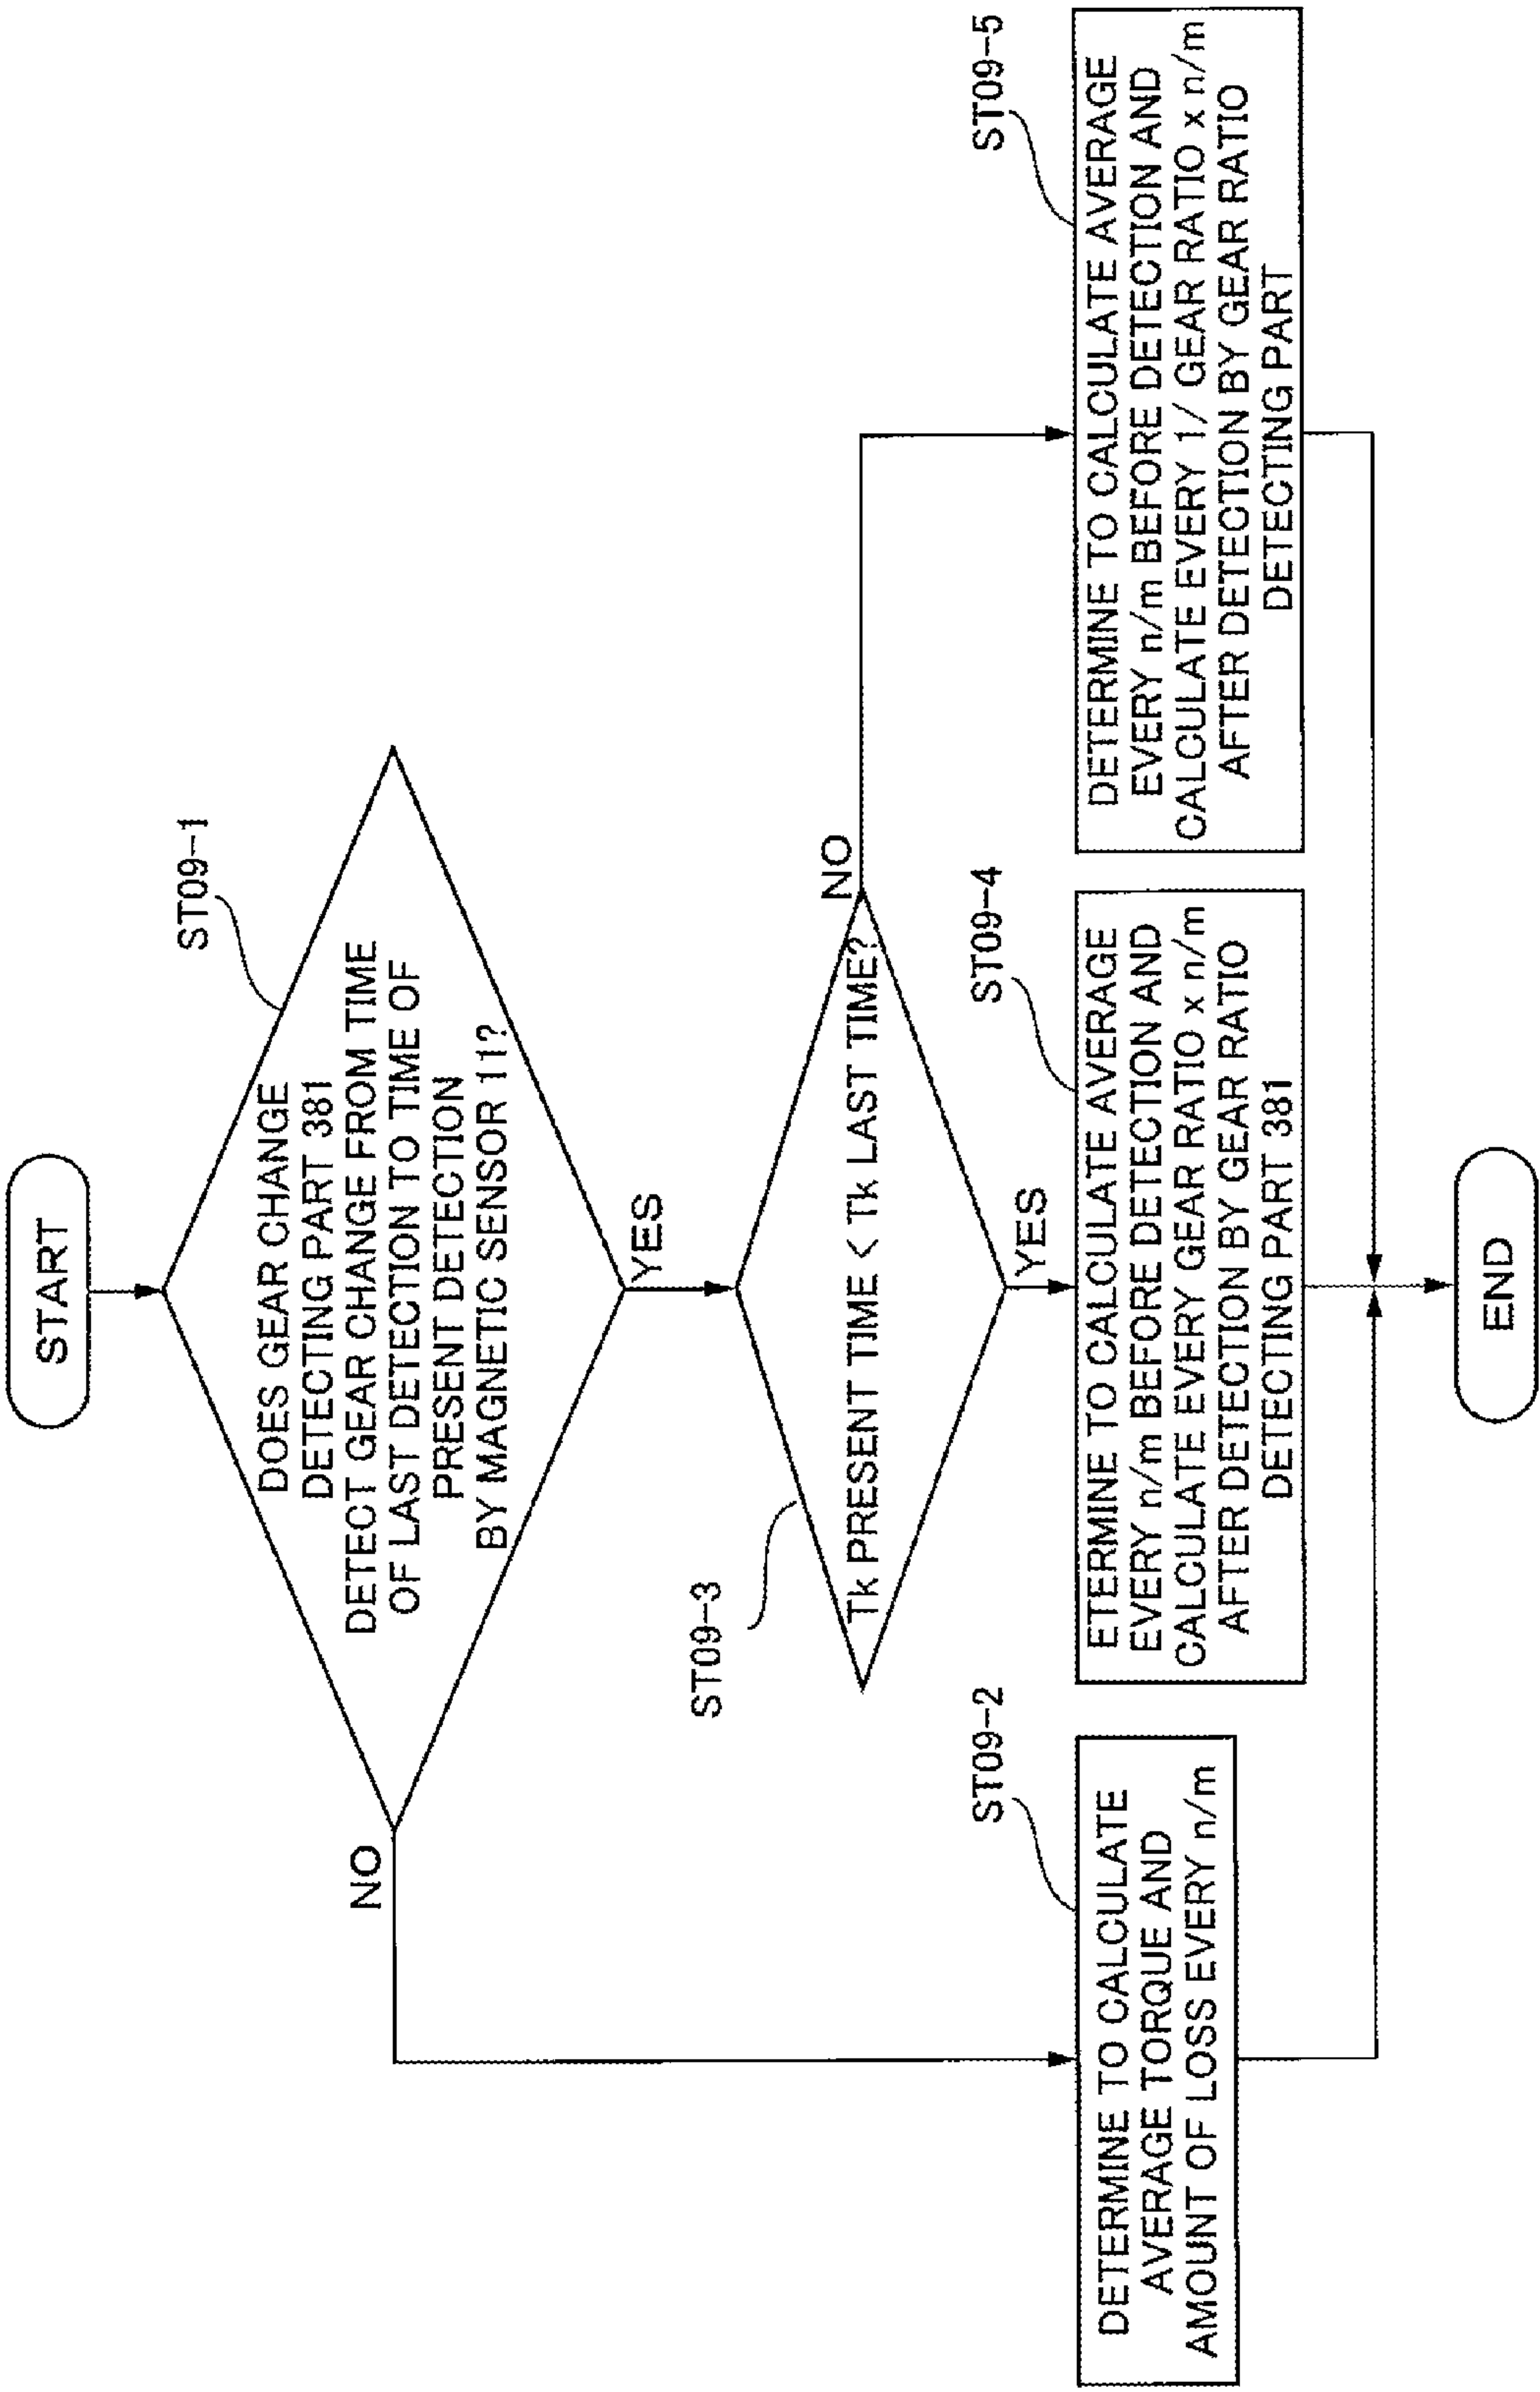 START
ST09-1
DOES GEAR CHANGE
DETECTING PART 381
DETECT GEAR CHANGE FROM TIME
OF LAST DETECTION TO TIME OF
PRESENT DETECTION
BY MAGNETIC SENSOR 11?
NO
YES
ST09-3
Tk PRESENT TIME < Tk LAST TIME?
NO
YES
ST09-2
DETERMINE TO CALCULATE
AVERAGE TORQUE AND
AMOUNT OF LOSS EVERY n/m
ST09-4
ETERMINE TO CALCULATE AVERAGE
EVERY n/m BEFORE DETECTION AND
CALCULATE EVERY GEAR RATIO x n/m
AFTER DETECTION BY GEAR RATIO
DETECTING PART 381
ST09-5
DETERMINE TO CALCULATE AVERAGE
EVERY n/m BEFORE DETECTION AND
CALCULATE EVERY 1/ GEAR RATIO x n/m
AFTER DETECTION BY GEAR RATIO
DETECTING PART
END